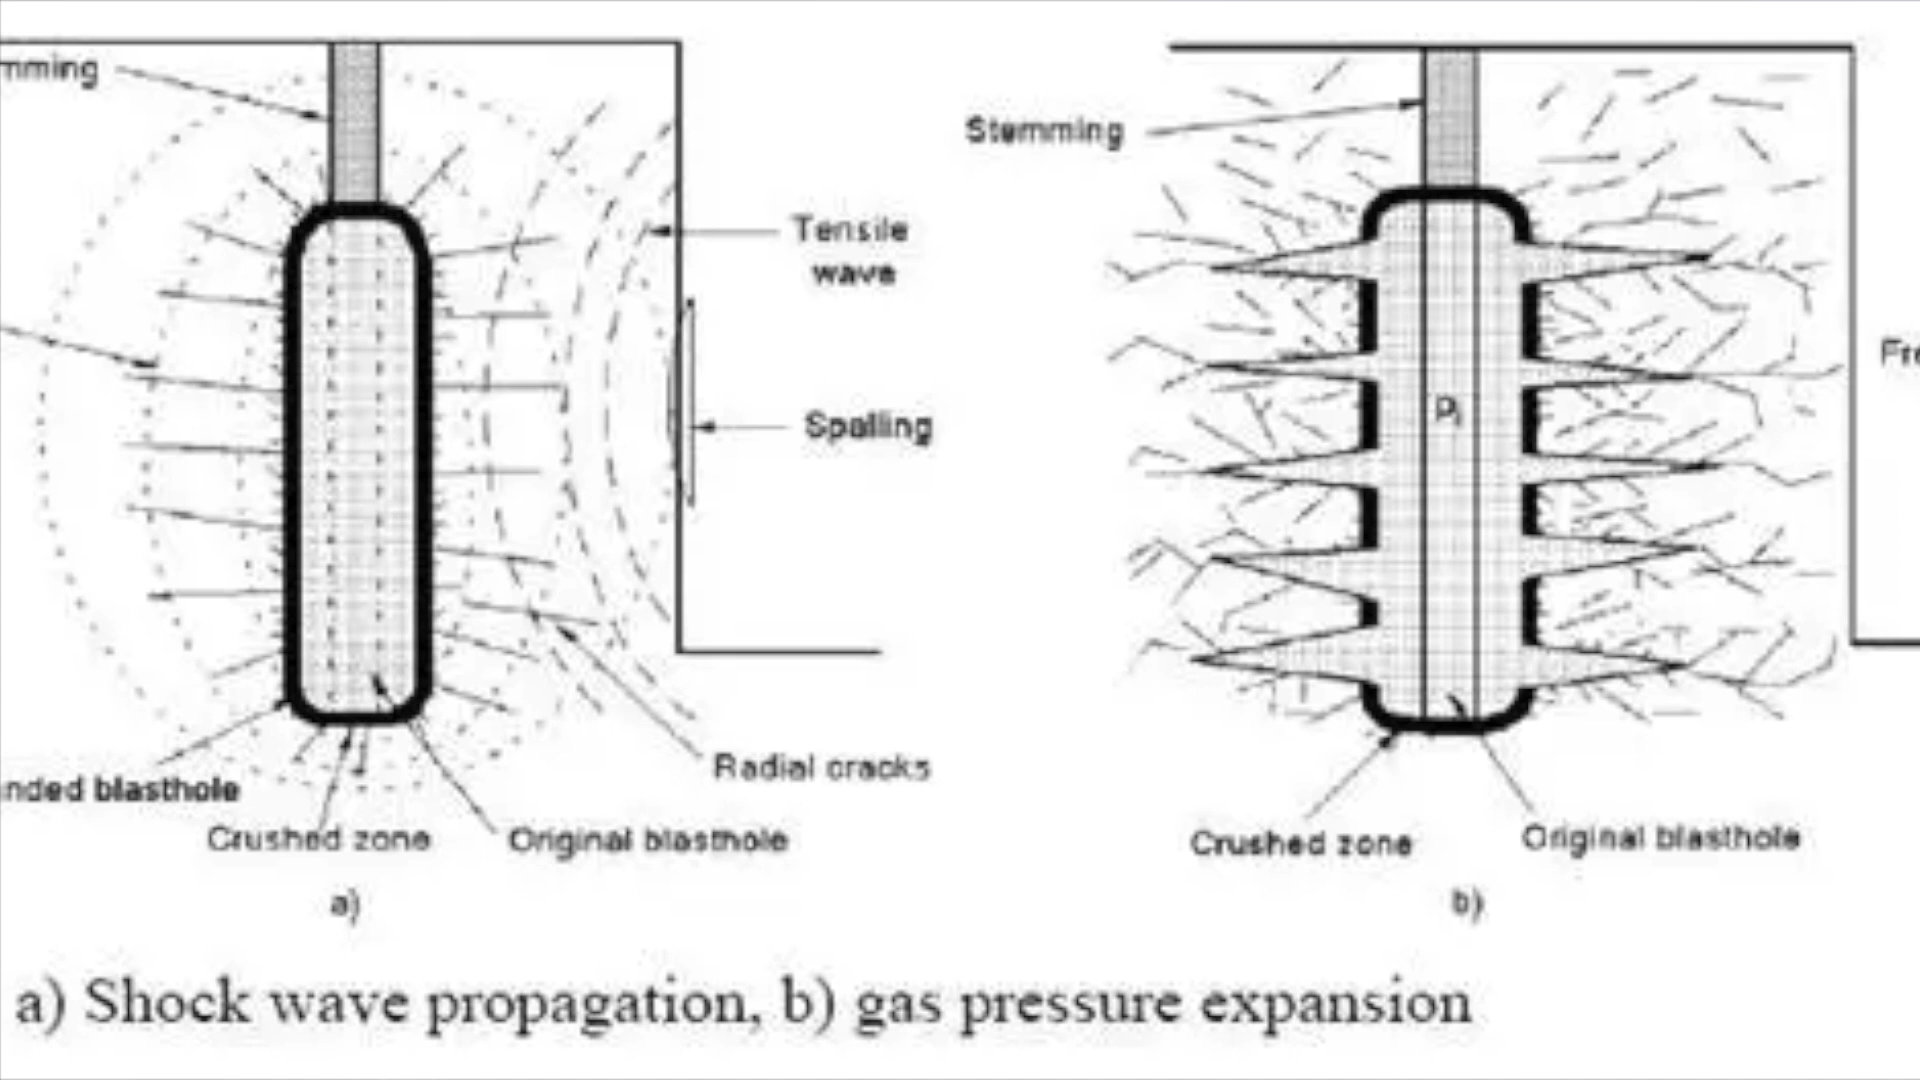 mming
Tensile
wave
Spalling
Radial cracks
nded blasthole
Crushed zone
Original blasthole
a)
Stemming
Pi
Fre
Crushed zone
Original blasthole
b)
a) Shock wave propagation, b) gas pressure expansion